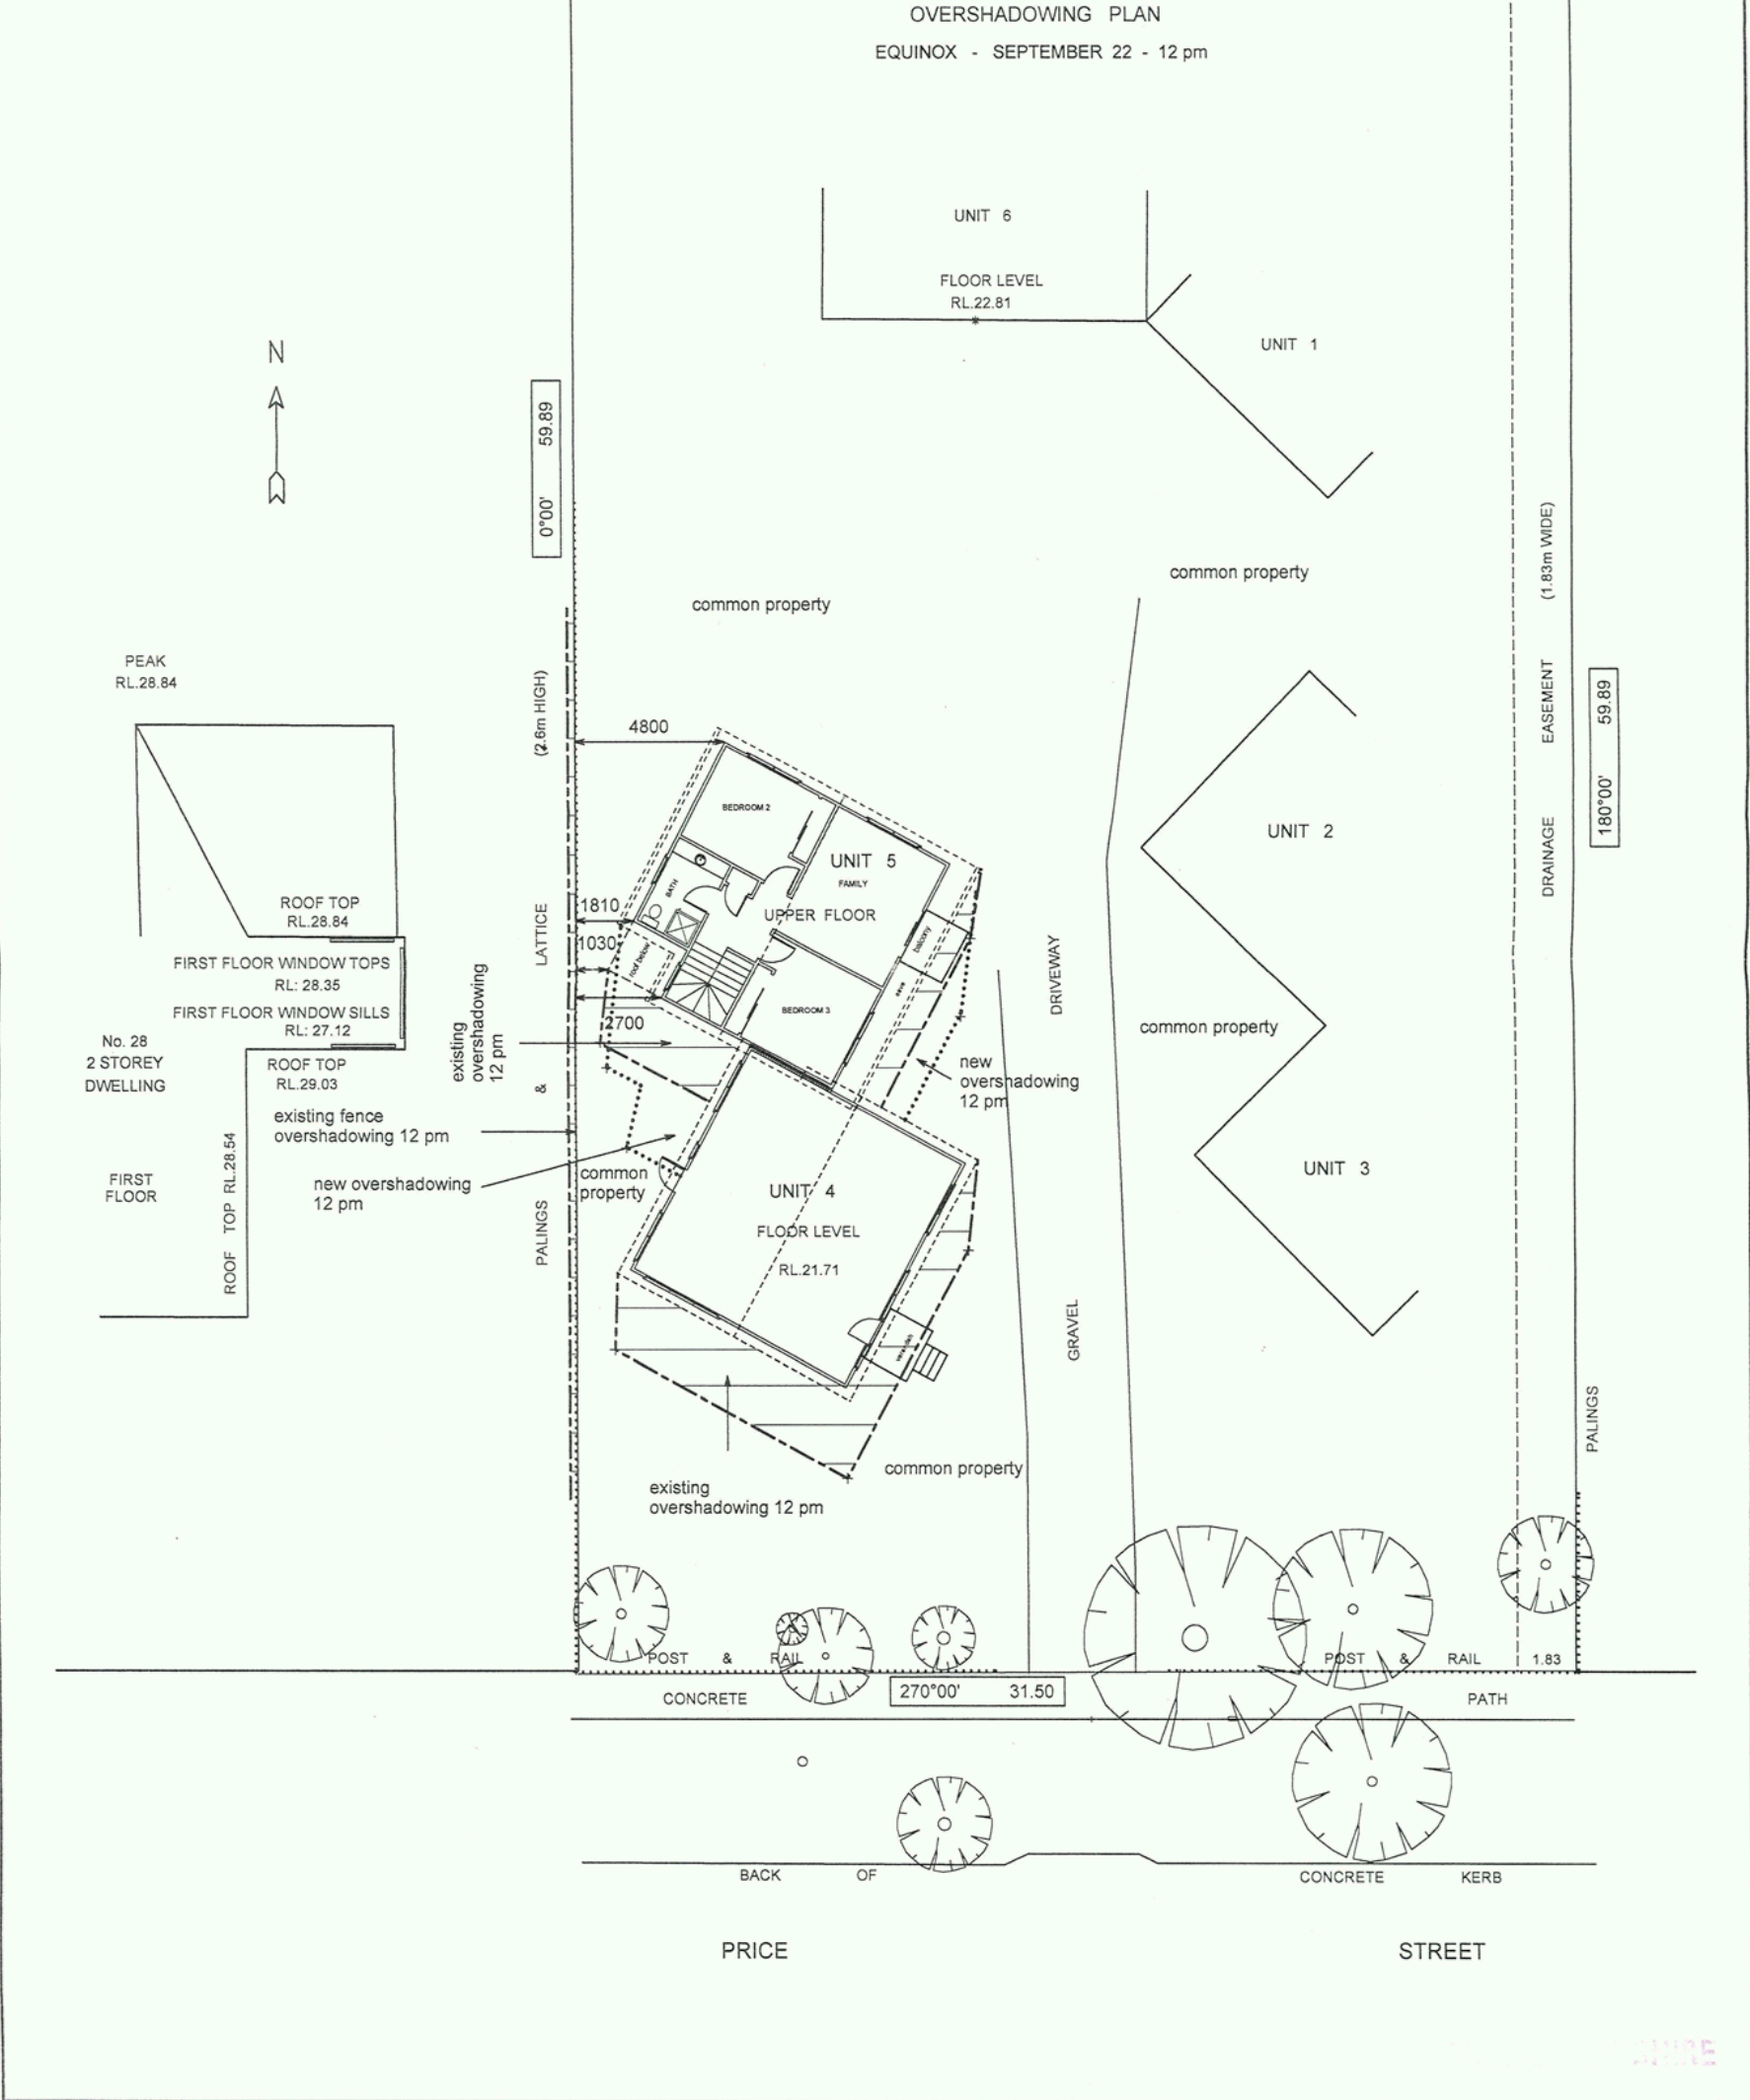 OVERSHADOWING PLAN
EQUINOX - SEPTEMBER 22 - 12 pm
UNIT 6
FLOOR LEVEL
RL.22.81
UNIT 1
N
0°00' 59.89
(1.83m WIDE)
EASEMENT
DRAINAGE
common property
common property
PEAK
RL.28.84
(2.6m HIGH)
LATTICE
&
PALINGS
180°00' 59.89
4800
BEDROOM 2
UNIT 5
FAMILY
UPPER FLOOR
BATH
UNIT 2
ROOF TOP
RL.28.84
1810
1030
roof below
balcony
eave
BEDROOM 3
2700
FIRST FLOOR WINDOW TOPS
RL: 28.35
FIRST FLOOR WINDOW SILLS
RL: 27.12
No. 28
2 STOREY
DWELLING
ROOF TOP
RL.29.03
existing
overshadowing
12 pm
DRIVEWAY
common property
new
overshadowing
12 pm
existing fence
overshadowing 12 pm
new overshadowing
12 pm
common
property
FIRST
FLOOR
ROOF TOP RL.28.54
UNIT 4
FLOOR LEVEL
RL.21.71
verandah
UNIT 3
GRAVEL
PALINGS
common property
existing
overshadowing 12 pm
POST & RAIL
POST & RAIL 1.83
CONCRETE
270°00' 31.50
PATH
BACK OF
CONCRETE KERB
PRICE STREET
SHIRE